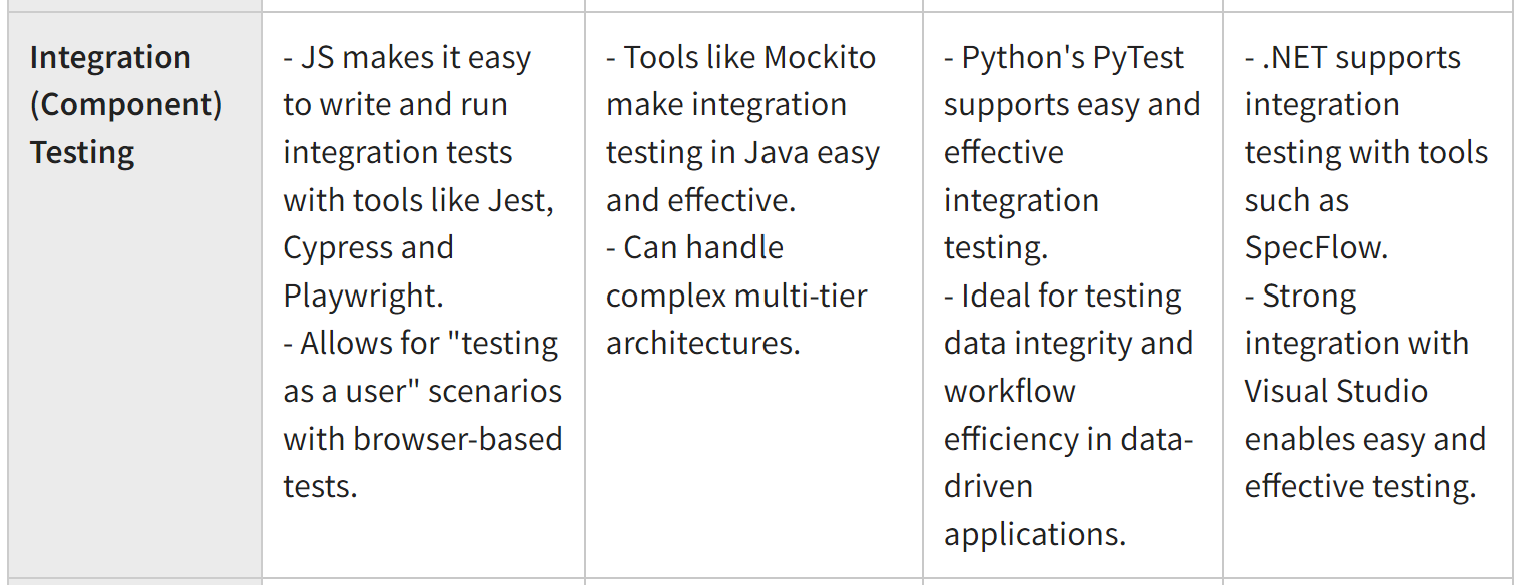 Integration
(Component)
Testing
- JS makes it easy
to write and run
integration tests
with tools like Jest,
Cypress and
Playwright.
- Allows for "testing
as a user" scenarios
with browser-based
tests.
- Tools like Mockito
make integration
testing in Java easy
and effective.
- Can handle
complex multi-tier
architectures.
- Python's PyTest
supports easy and
effective
integration
testing.
- Ideal for testing
data integrity and
workflow
efficiency in data-
driven
applications.
- .NET supports
integration
testing with tools
such as
SpecFlow.
- Strong
integration with
Visual Studio
enables easy and
effective testing.